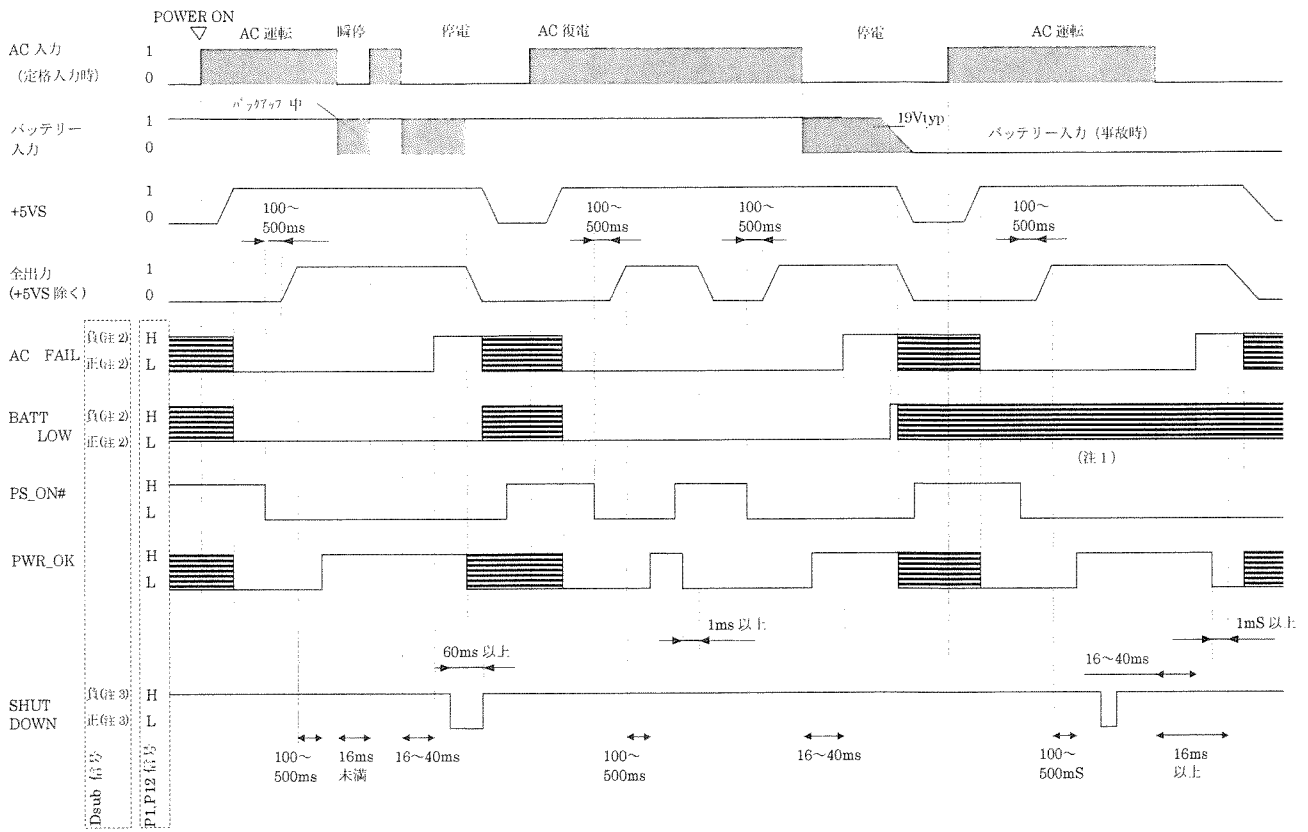 POWER ON
AC 入力
(定格入力時)
1
0
AC 運転
瞬停
停電
AC 復電
停電
AC 運転
バッテリー
入力
1
0
バックアップ 中
19Vtyp
バッテリー入力 (事故時)
+5VS
1
0
100～
500ms
100～
500ms
100～
500ms
100～
500ms
全出力
(+5VS 除く)
1
0
AC FAIL
負(注 2)
正(注 2)
H
L
BATT
LOW
負(注 2)
正(注 2)
H
L
(注 1)
PS_ON#
H
L
PWR_OK
H
L
60ms 以上
1ms 以上
16～40ms
1mS 以上
SHUT
DOWN
負(注 3)
正(注 3)
H
L
100～
500ms
16ms
未満
16～40ms
100～
500ms
16～40ms
100～
500mS
16ms
以上
Dsub 信号
P1,P12 信号